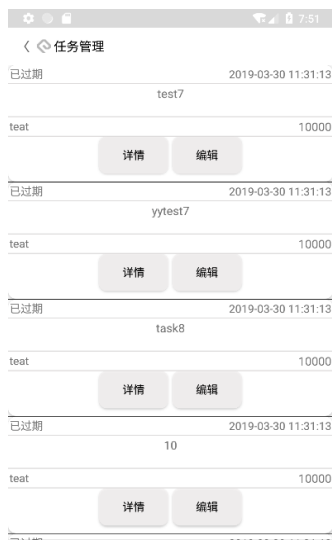 7:51
任务管理
已过期 2019-03-30 11:31:13
test7
teat 10000
详情 编辑
已过期 2019-03-30 11:31:13
yytest7
teat 10000
详情 编辑
已过期 2019-03-30 11:31:13
task8
teat 10000
详情 编辑
已过期 2019-03-30 11:31:13
10
teat 10000
详情 编辑